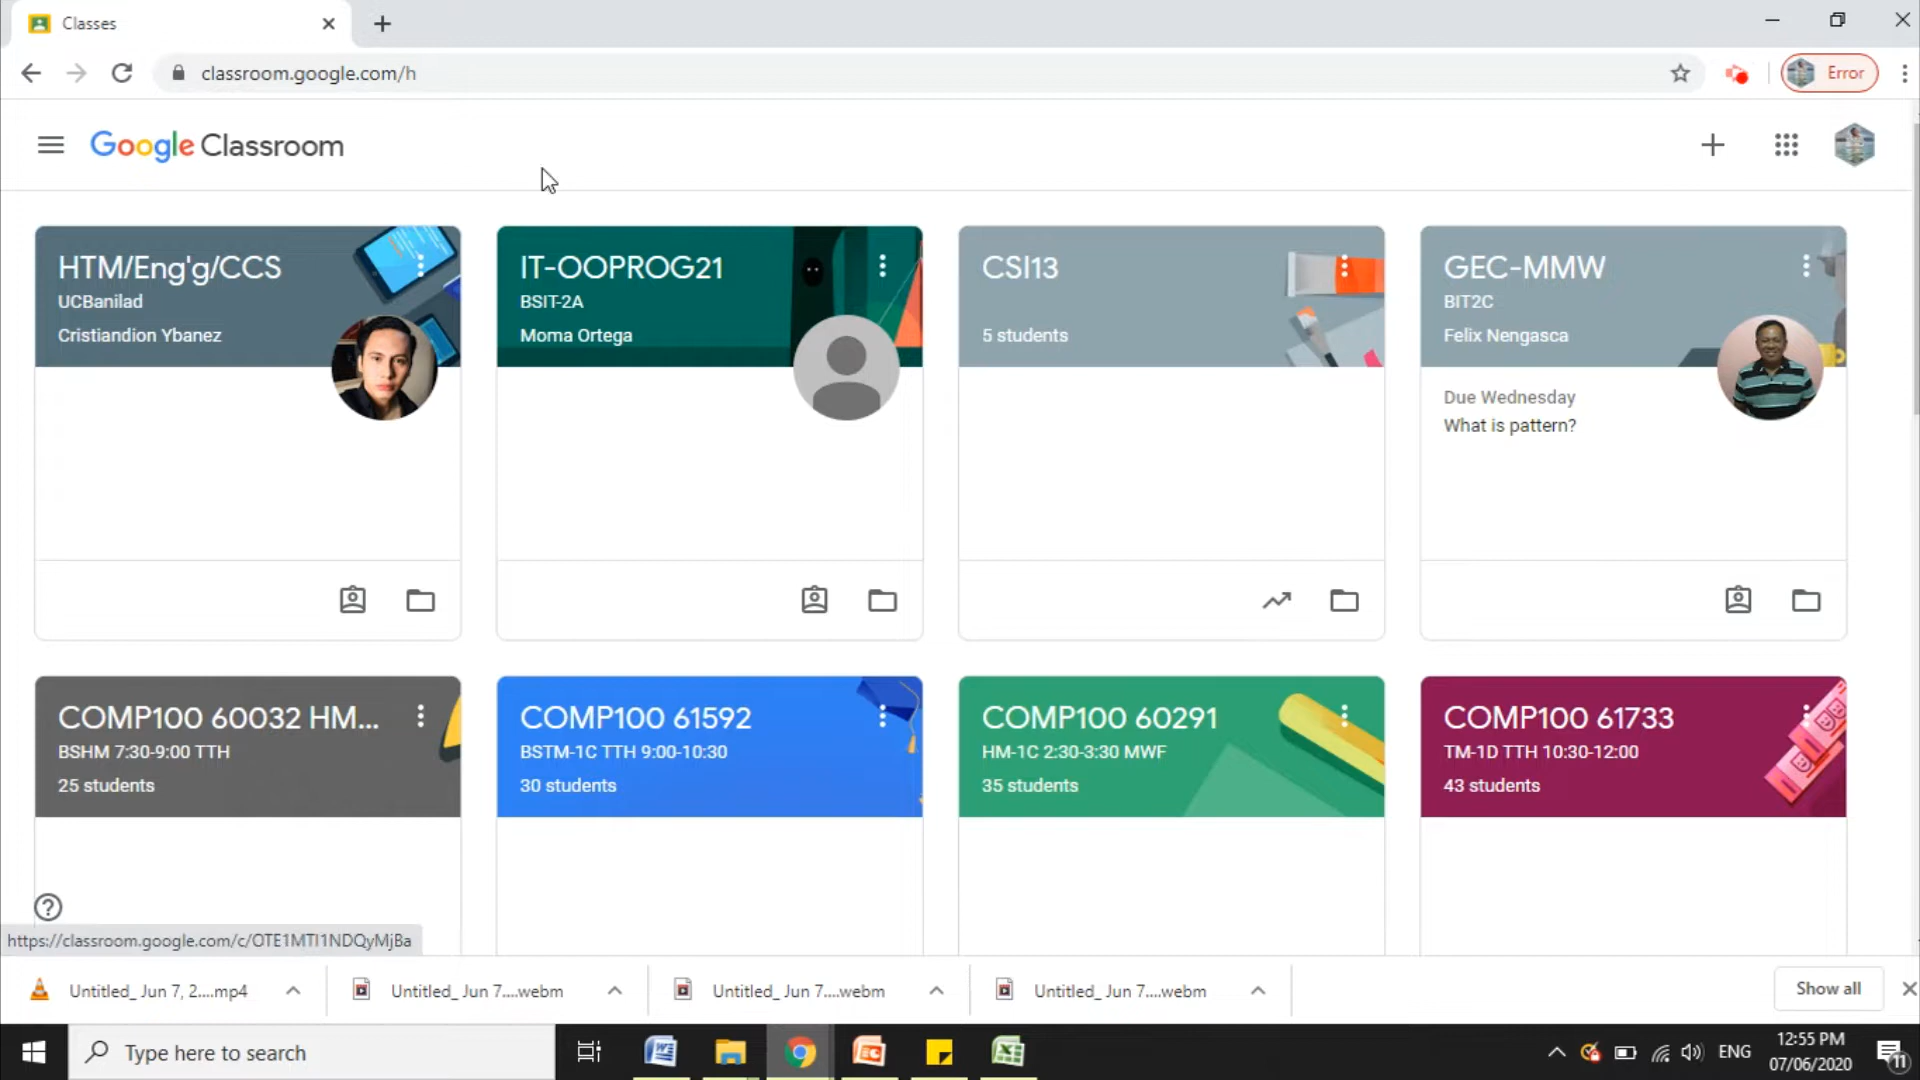 Classes
classroom.google.com/h
Error
Google Classroom
HTM/Eng'g/CCS
UCBanilad
Cristiandion Ybanez
IT-OOPROG21
BSIT-2A
Moma Ortega
CSI13
5 students
GEC-MMW
BIT2C
Felix Nengasca
Due Wednesday
What is pattern?
COMP100 60032 HM...
BSHM 7:30-9:00 TTH
25 students
COMP100 61592
BSTM-1C TTH 9:00-10:30
30 students
COMP100 60291
HM-1C 2:30-3:30 MWF
35 students
COMP100 61733
TM-1D TTH 10:30-12:00
43 students
https://classroom.google.com/c/OTE1MTI1NDQyMjBa
Untitled_ Jun 7, 2....mp4
Untitled_ Jun 7....webm
Untitled_ Jun 7....webm
Untitled_ Jun 7....webm
Show all
Type here to search
ENG
12:55 PM
07/06/2020
11